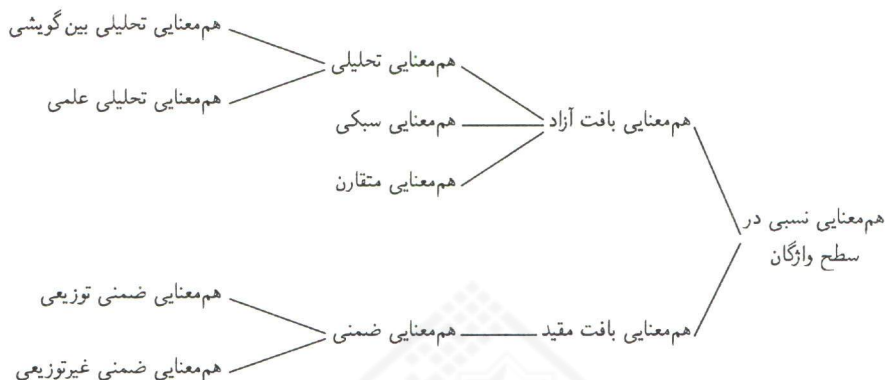 هم‌معنایی نسبی در
سطح واژگان
هم‌معنایی بافت آزاد
هم‌معنایی تحلیلی
هم‌معنایی تحلیلی بین‌گویشی
هم‌معنایی تحلیلی علمی
هم‌معنایی سبکی
هم‌معنایی متقارن
هم‌معنایی بافت مقید
هم‌معنایی ضمنی
هم‌معنایی ضمنی توزیعی
هم‌معنایی ضمنی غیرتوزیعی